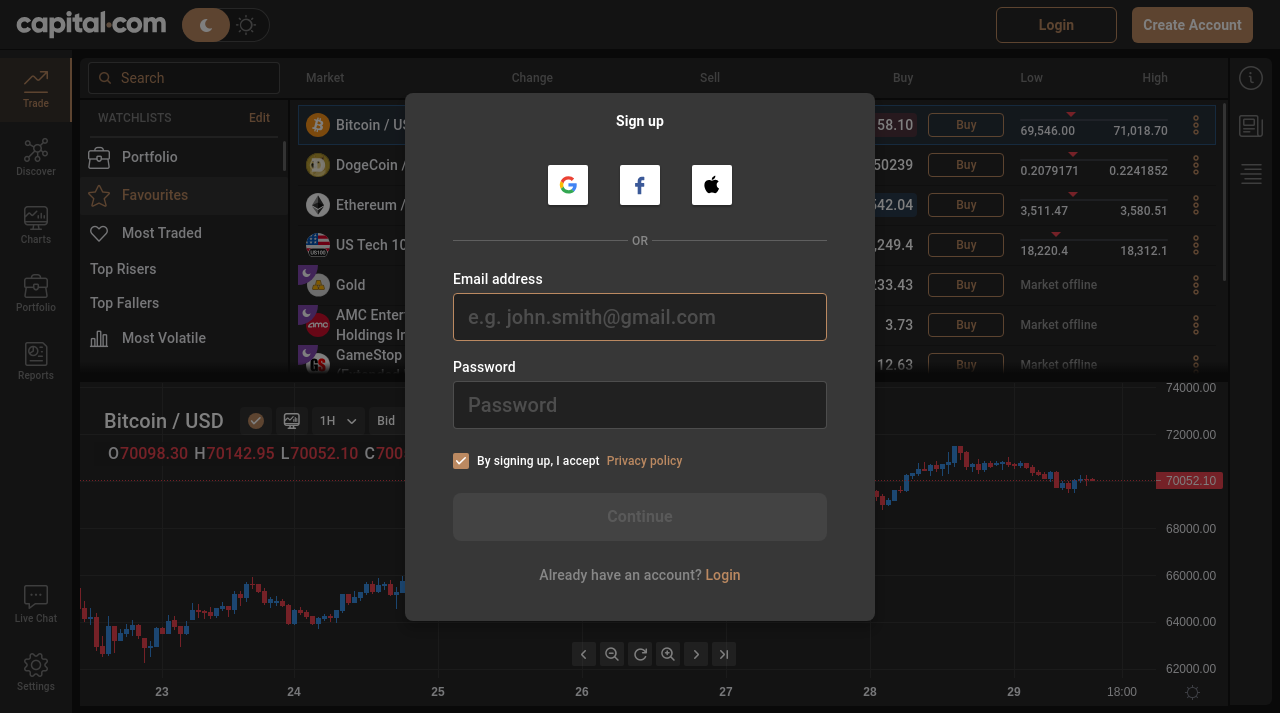 capital.com
Login
Create Account
Search
Market
Change
Sell
Buy
Low
High
Trade
Discover
Charts
Portfolio
Reports
Live Chat
Settings
WATCHLISTS
Edit
Portfolio
Favourites
Most Traded
Top Risers
Top Fallers
Most Volatile
Bitcoin / US
58.10
Buy
69,546.00
71,018.70
DogeCoin /
50239
Buy
0.2079171
0.2241852
Ethereum /
542.04
Buy
3,511.47
3,580.51
US100
US Tech 10
,249.4
Buy
18,220.4
18,312.1
Gold
233.43
Buy
Market offline
amc
AMC Enter
Holdings In
3.73
Buy
Market offline
GS
GameStop
(Extended
12.63
Buy
Market offline
Sign up
OR
Email address
e.g. john.smith@gmail.com
Password
Password
By signing up, I accept Privacy policy
Continue
Already have an account? Login
Bitcoin / USD
1H
Bid
O70098.30 H70142.95 L70052.10 C700
74000.00
72000.00
70052.10
68000.00
66000.00
64000.00
62000.00
23
24
25
26
27
28
29
18:00